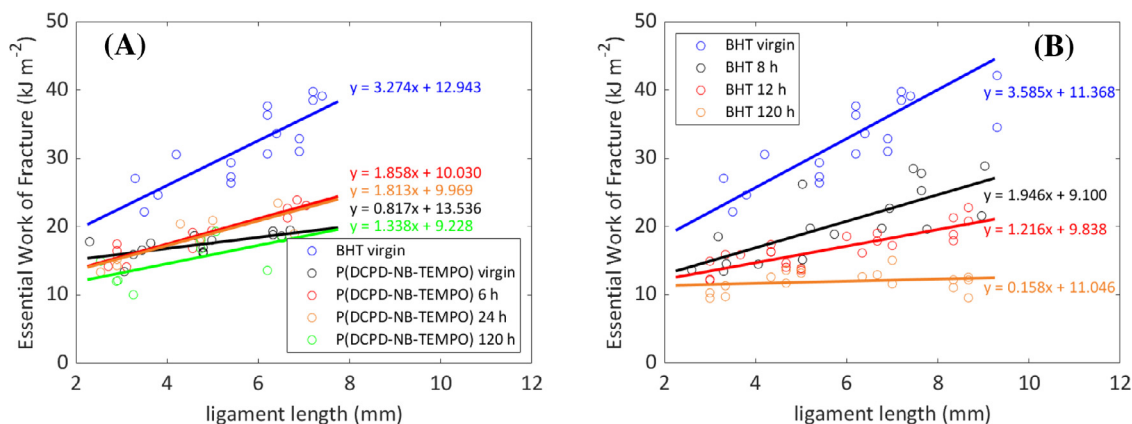 (A)
Essential Work of Fracture (kJ m⁻²)
50
40
30
20
10
0
y = 3.274x + 12.943
y = 1.858x + 10.030
y = 1.813x + 9.969
y = 0.817x + 13.536
y = 1.338x + 9.228
BHT virgin
P(DCPD-NB-TEMPO) virgin
P(DCPD-NB-TEMPO) 6 h
P(DCPD-NB-TEMPO) 24 h
P(DCPD-NB-TEMPO) 120 h
2 4 6 8 10 12
ligament length (mm)
(B)
Essential Work of Fracture (kJ m⁻²)
50
40
30
20
10
0
BHT virgin
BHT 8 h
BHT 12 h
BHT 120 h
y = 3.585x + 11.368
y = 1.946x + 9.100
y = 1.216x + 9.838
y = 0.158x + 11.046
2 4 6 8 10 12
ligament length (mm)